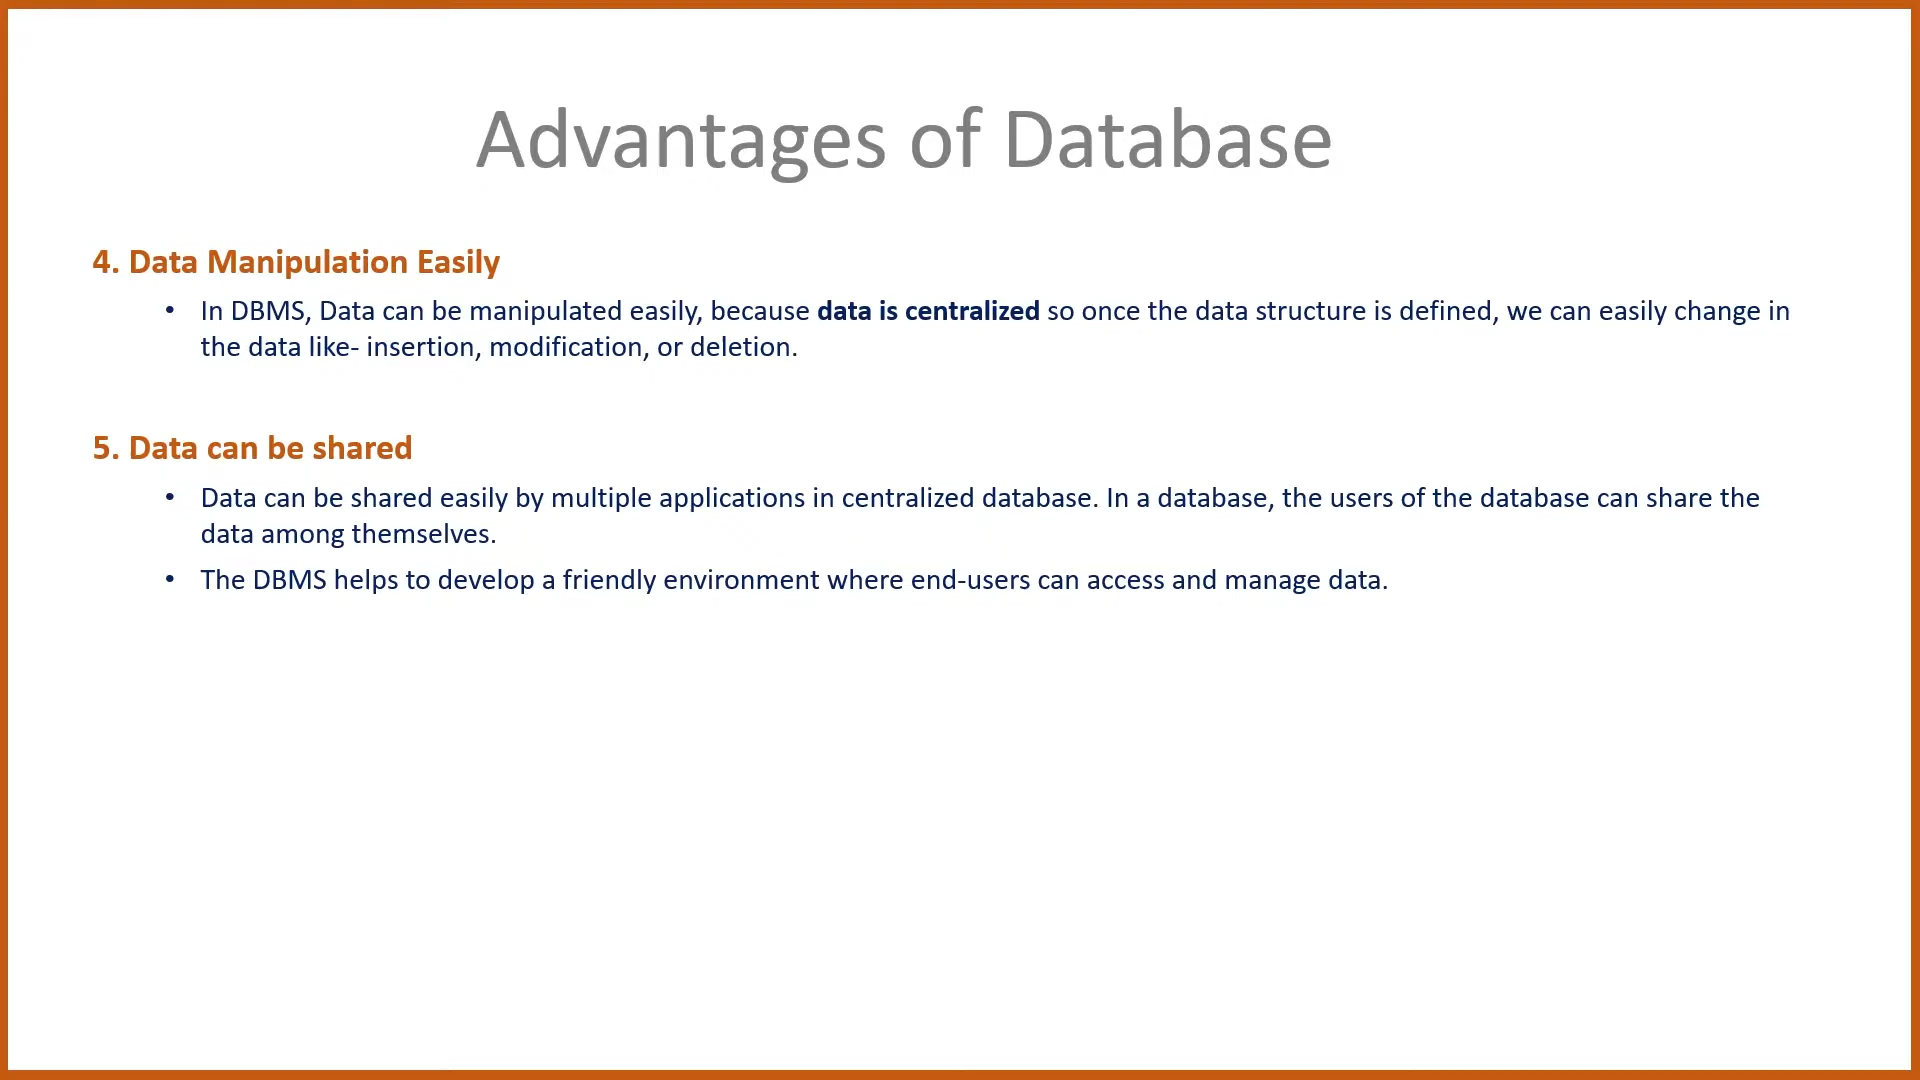 Advantages of Database
4. Data Manipulation Easily
• In DBMS, Data can be manipulated easily, because data is centralized so once the data structure is defined, we can easily change in
the data like- insertion, modification, or deletion.
5. Data can be shared
• Data can be shared easily by multiple applications in centralized database. In a database, the users of the database can share the
data among themselves.
• The DBMS helps to develop a friendly environment where end-users can access and manage data.